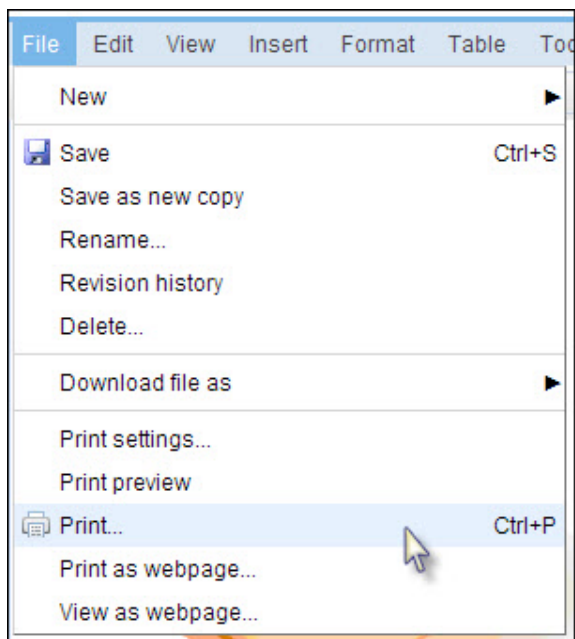 File Edit View Insert Format Table
New
Save Ctrl+S
Save as new copy
Rename...
Revision history
Delete...
Download file as
Print settings...
Print preview
Print... Ctrl+P
Print as webpage...
View as webpage...